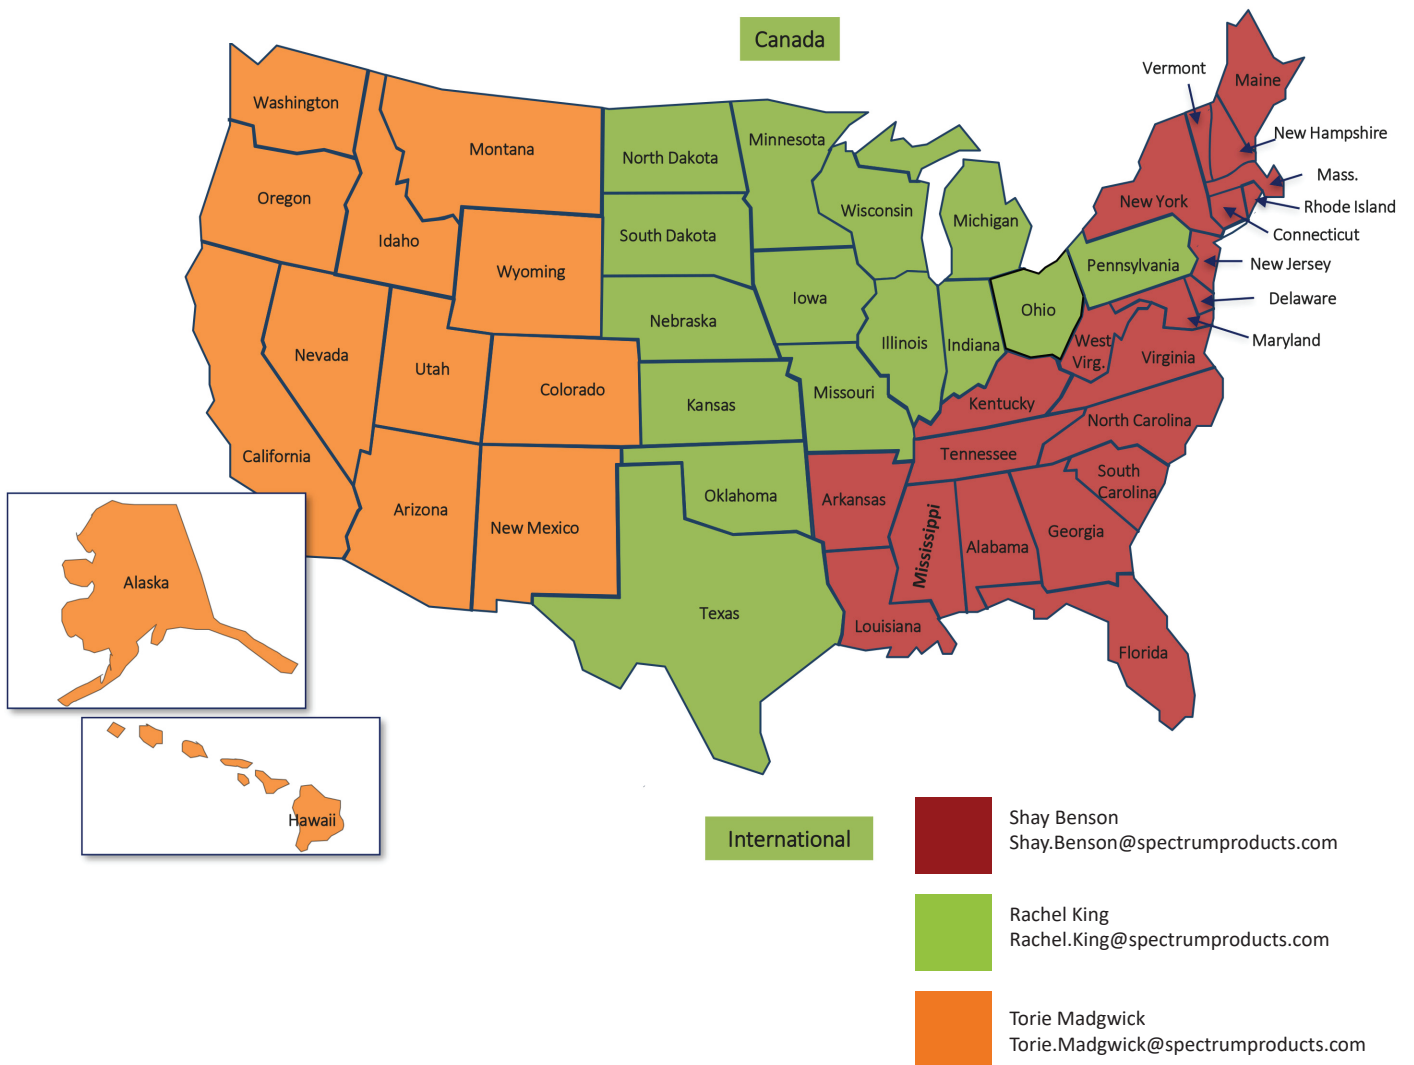 Canada
Vermont
Maine
Washington
New Hampshire
Montana
North Dakota
Minnesota
Mass.
Oregon
Wisconsin
Michigan
New York
Rhode Island
Idaho
South Dakota
Connecticut
Wyoming
Pennsylvania
New Jersey
Iowa
Ohio
Delaware
Nebraska
Maryland
Nevada
Utah
Illinois
Indiana
West
Virg.
Virginia
Colorado
Kansas
Missouri
Kentucky
North Carolina
California
Tennessee
South
Carolina
Arizona
New Mexico
Oklahoma
Arkansas
Mississippi
Alabama
Georgia
Alaska
Texas
Louisiana
Florida
Hawaii
International
Shay Benson
Shay.Benson@spectrumproducts.com
Rachel King
Rachel.King@spectrumproducts.com
Torie Madgwick
Torie.Madgwick@spectrumproducts.com